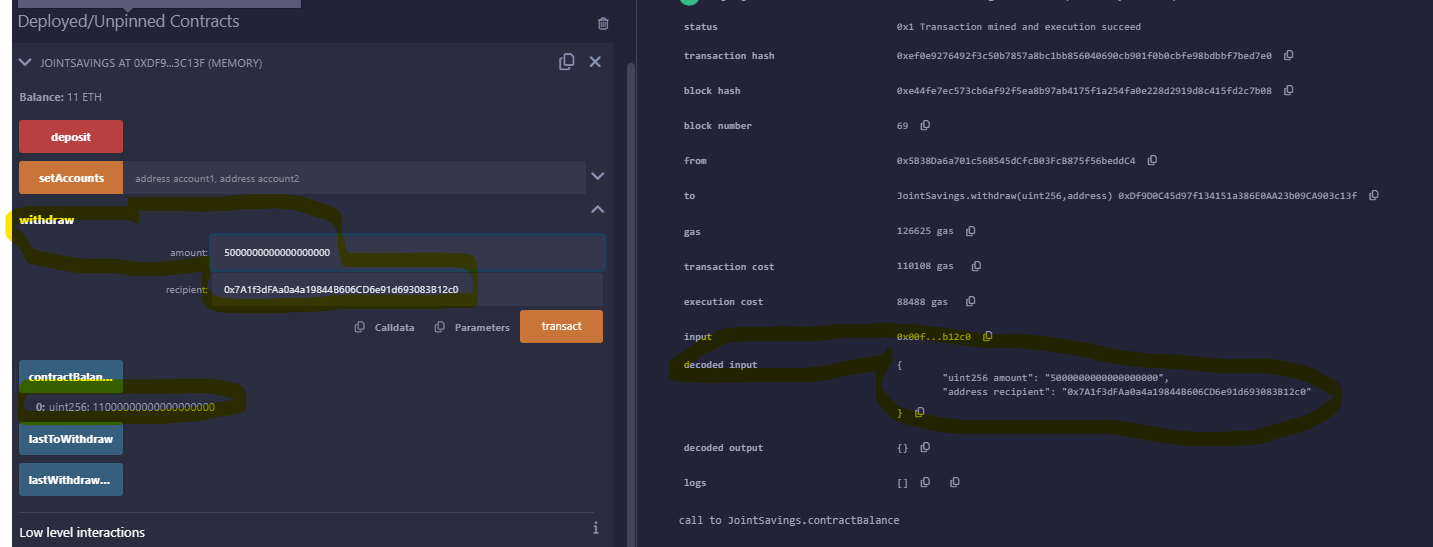 Deployed/Unpinned Contracts
JOINTSAVINGS AT 0XDF9...3C13F (MEMORY)
Balance: 11 ETH
deposit
setAccounts address account1, address account2
withdraw
amount: 5000000000000000000
recipient: 0x7A1f3dFAa0a4a19844B606CD6e91d693083B12c0
Calldata Parameters transact
contractBalan...
0: uint256: 11000000000000000000
lastToWithdraw
lastWithdraw...
Low level interactions i
status 0x1 Transaction mined and execution succeed
transaction hash 0xef0e9276492f3c50b7857a8bc1bb856040690cb901f0b0cbfe98bdbbf7bed7e0
block hash 0xe44fe7ec573cb6af92f5ea8b97ab4175f1a254fa0e228d2919d8c415fd2c7b08
block number 69
from 0x5B38Da6a701c568545dCfcB03FcB875f56beddC4
to JointSavings.withdraw(uint256,address) 0xDf9D0C45d97f134151a386E0AA23b09CA903c13f
gas 126625 gas
transaction cost 110108 gas
execution cost 88488 gas
input 0x00f...b12c0
decoded input {
"uint256 amount": "5000000000000000000",
"address recipient": "0x7A1f3dFAa0a4a19844B606CD6e91d693083B12c0"
}
decoded output {}
logs []
call to JointSavings.contractBalance